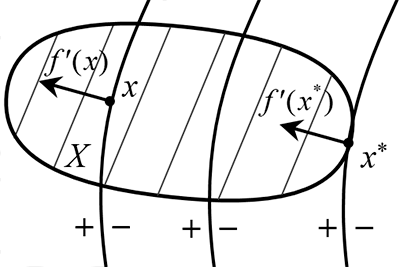 f'(x)
x
f'(x*)
X
x*
+ − + − + −